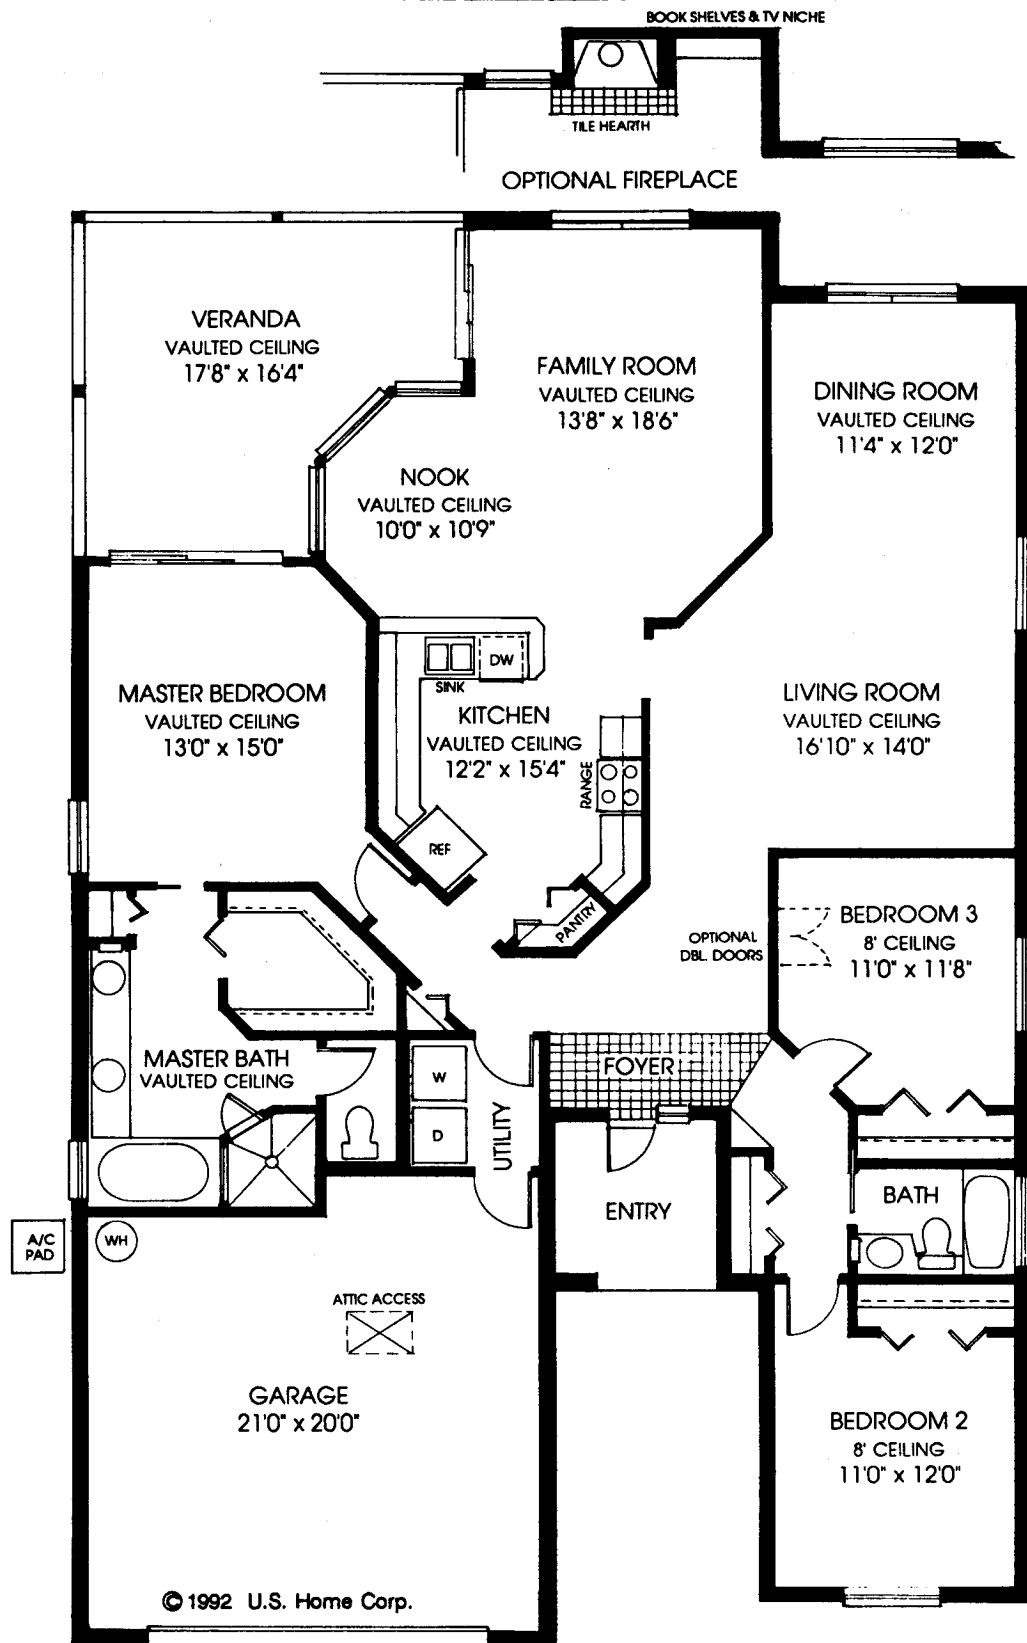 BOOK SHELVES & TV NICHE
TILE HEARTH
OPTIONAL FIREPLACE
VERANDA
VAULTED CEILING
17'8" x 16'4"
FAMILY ROOM
VAULTED CEILING
13'8" x 18'6"
DINING ROOM
VAULTED CEILING
11'4" x 12'0"
NOOK
VAULTED CEILING
10'0" x 10'9"
MASTER BEDROOM
VAULTED CEILING
13'0" x 15'0"
DW
SINK
KITCHEN
VAULTED CEILING
12'2" x 15'4"
RANGE
REF
PANTRY
LIVING ROOM
VAULTED CEILING
16'10" x 14'0"
OPTIONAL
DBL. DOORS
BEDROOM 3
8' CEILING
11'0" x 11'8"
MASTER BATH
VAULTED CEILING
W
D
UTILITY
FOYER
ENTRY
BATH
A/C
PAD
WH
ATTIC ACCESS
GARAGE
21'0" x 20'0"
BEDROOM 2
8' CEILING
11'0" x 12'0"
© 1992 U.S. Home Corp.